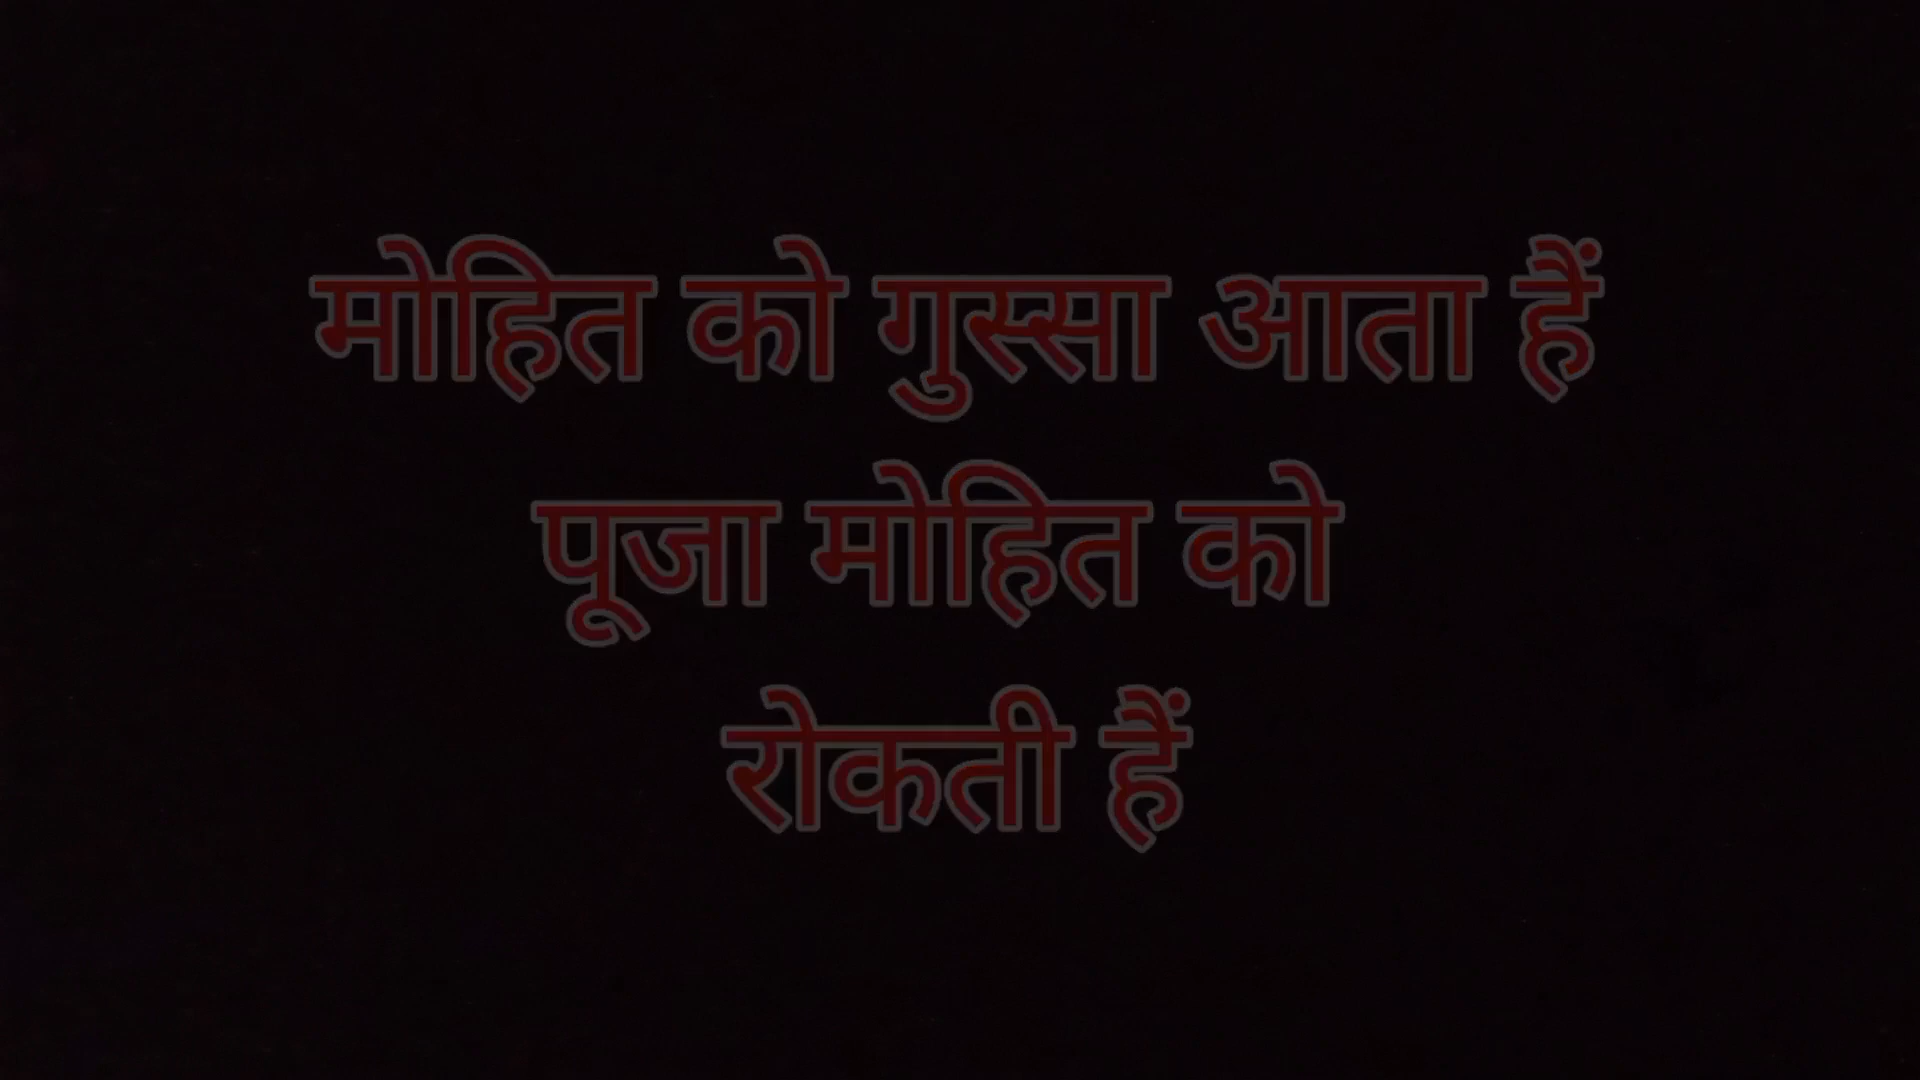 मोहित को गुस्सा आता हैं
पूजा मोहित को
रोकती हैं